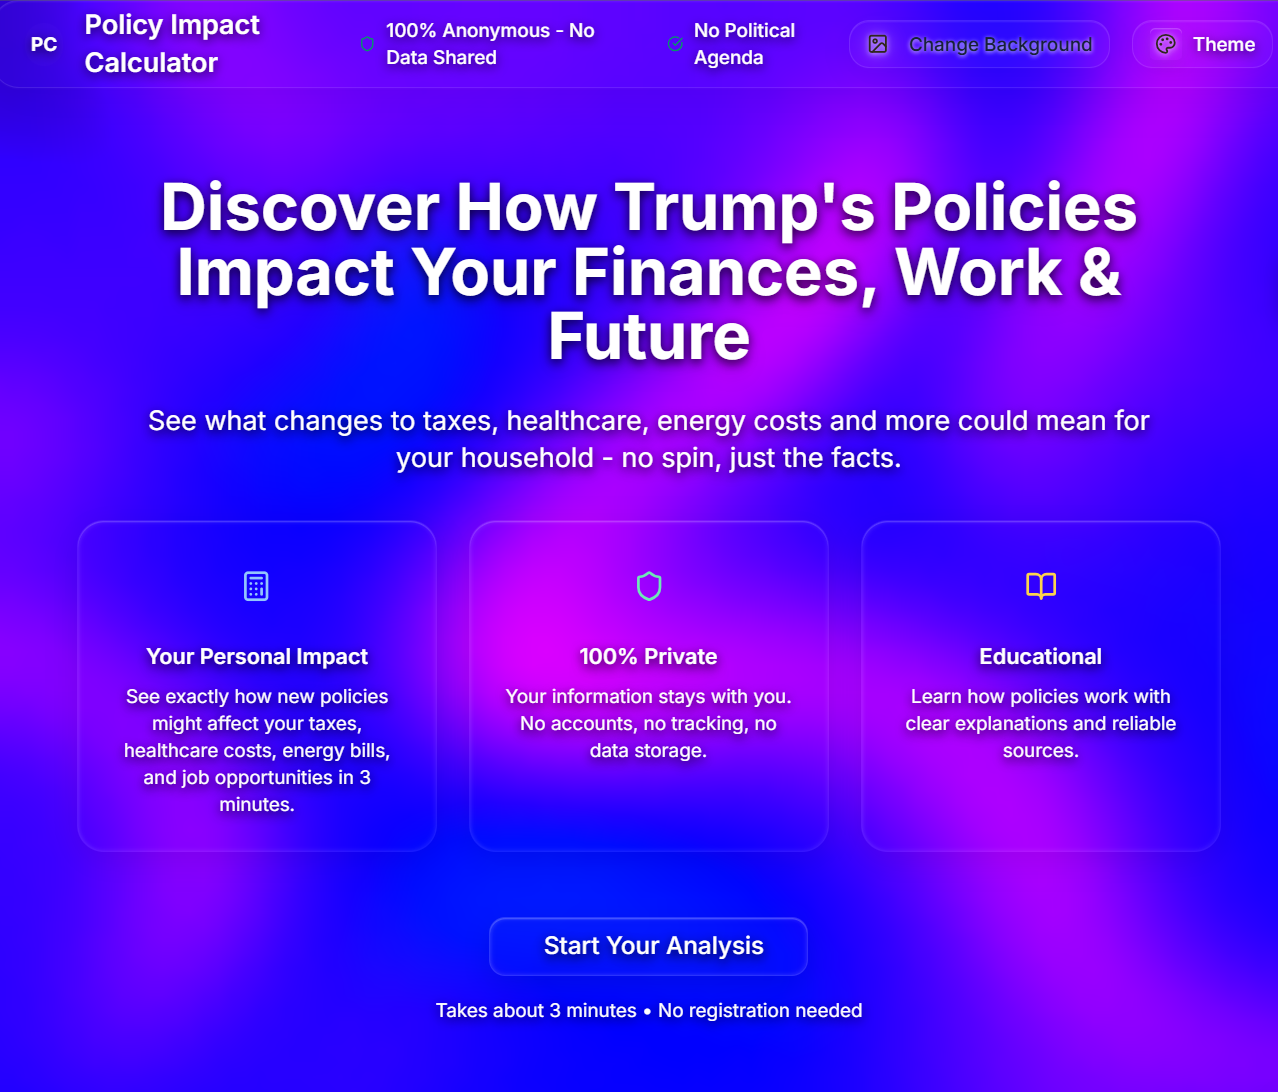 PC
Policy Impact
Calculator
100% Anonymous - No
Data Shared
No Political
Agenda
Change Background
Theme
Discover How Trump's Policies
Impact Your Finances, Work &
Future
See what changes to taxes, healthcare, energy costs and more could mean for
your household - no spin, just the facts.
Your Personal Impact
See exactly how new policies
might affect your taxes,
healthcare costs, energy bills,
and job opportunities in 3
minutes.
100% Private
Your information stays with you.
No accounts, no tracking, no
data storage.
Educational
Learn how policies work with
clear explanations and reliable
sources.
Start Your Analysis
Takes about 3 minutes • No registration needed